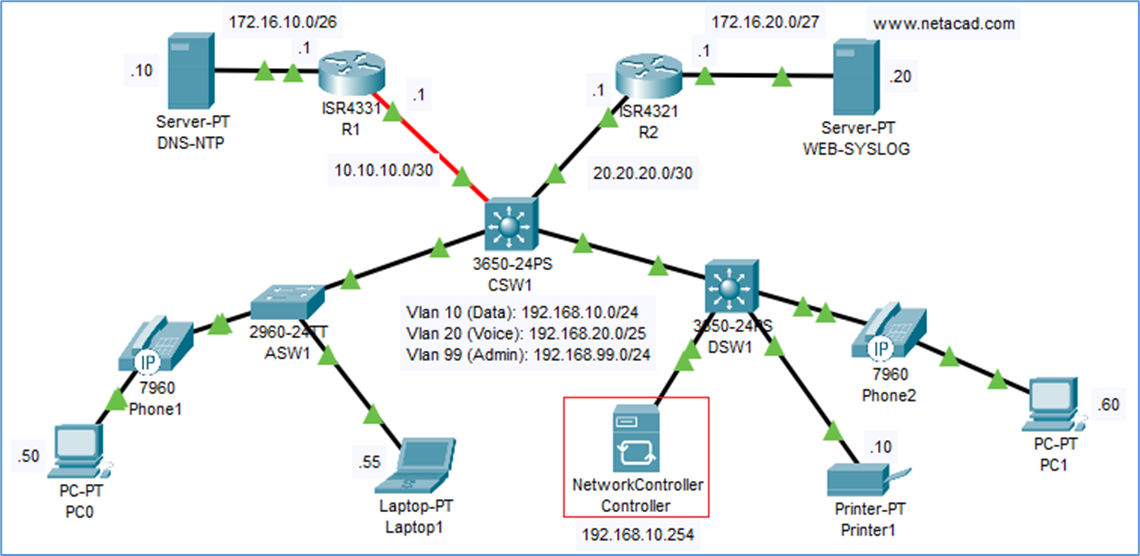 172.16.10.0/26
172.16.20.0/27
www.netacad.com
.10
.1
.1
.20
ISR4331
R1
.1
.1
ISR4321
R2
Server-PT
DNS-NTP
Server-PT
WEB-SYSLOG
10.10.10.0/30
20.20.20.0/30
3650-24PS
CSW1
Vlan 10 (Data): 192.168.10.0/24
Vlan 20 (Voice): 192.168.20.0/25
Vlan 99 (Admin): 192.168.99.0/24
2960-24TT
ASW1
3650-24PS
DSW1
IP
7960
Phone1
IP
7960
Phone2
.50
PC-PT
PC0
.55
Laptop-PT
Laptop1
NetworkController
Controller
192.168.10.254
.10
Printer-PT
Printer1
.60
PC-PT
PC1